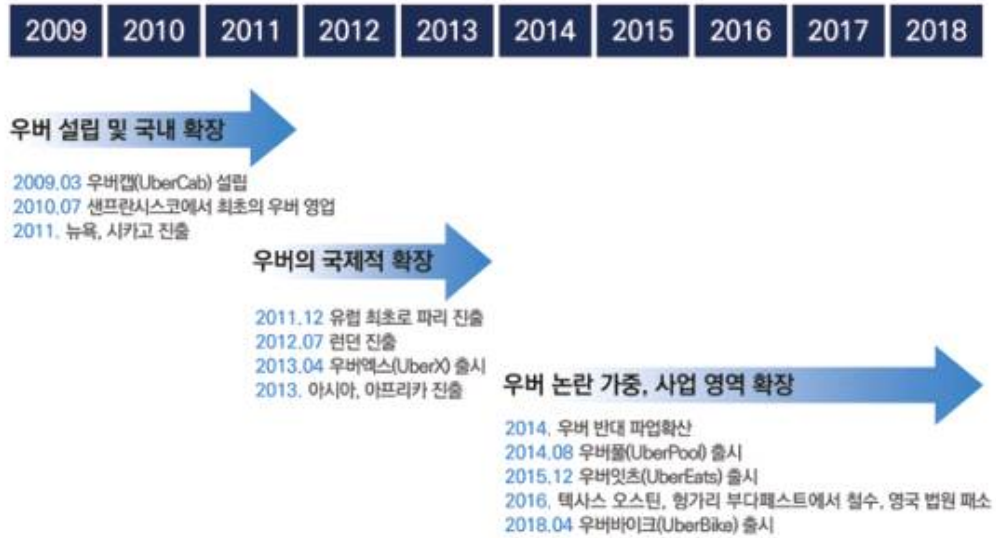 2009 2010 2011 2012 2013 2014 2015 2016 2017 2018
우버 설립 및 국내 확장
2009.03 우버캡(UberCab) 설립
2010.07 샌프란시스코에서 최초의 우버 영업
2011. 뉴욕, 시카고 진출
우버의 국제적 확장
2011.12 유럽 최초로 파리 진출
2012.07 런던 진출
2013.04 우버엑스(UberX) 출시
2013. 아시아, 아프리카 진출
우버 논란 가중, 사업 영역 확장
2014. 우버 반대 파업확산
2014.08 우버풀(UberPool) 출시
2015.12 우버잇츠(UberEats) 출시
2016. 텍사스 오스틴, 헝가리 부다페스트에서 철수, 영국 법원 패소
2018.04 우버바이크(UberBike) 출시